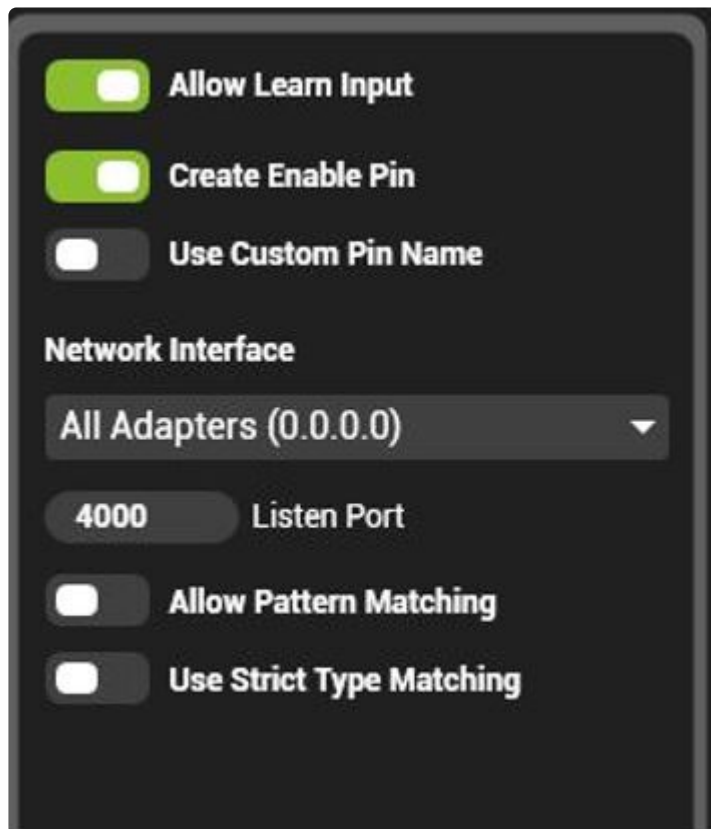 Allow Learn Input
Create Enable Pin
Use Custom Pin Name
Network Interface
All Adapters (0.0.0.0)
4000 Listen Port
Allow Pattern Matching
Use Strict Type Matching